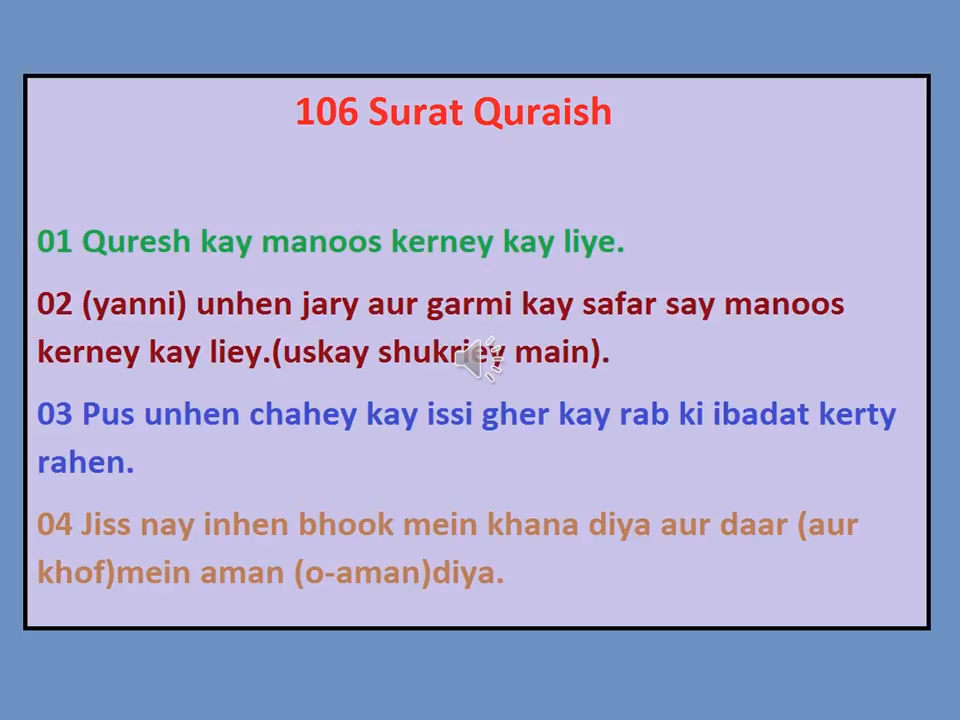 106 Surat Quraish
01 Quresh kay manoos kerney kay liye.
02 (yanni) unhen jary aur garmi kay safar say manoos
kerney kay liey.(uskay shukriey main).
03 Pus unhen chahey kay issi gher kay rab ki ibadat kerty
rahen.
04 Jiss nay inhen bhook mein khana diya aur daar (aur
khof)mein aman (o-aman)diya.